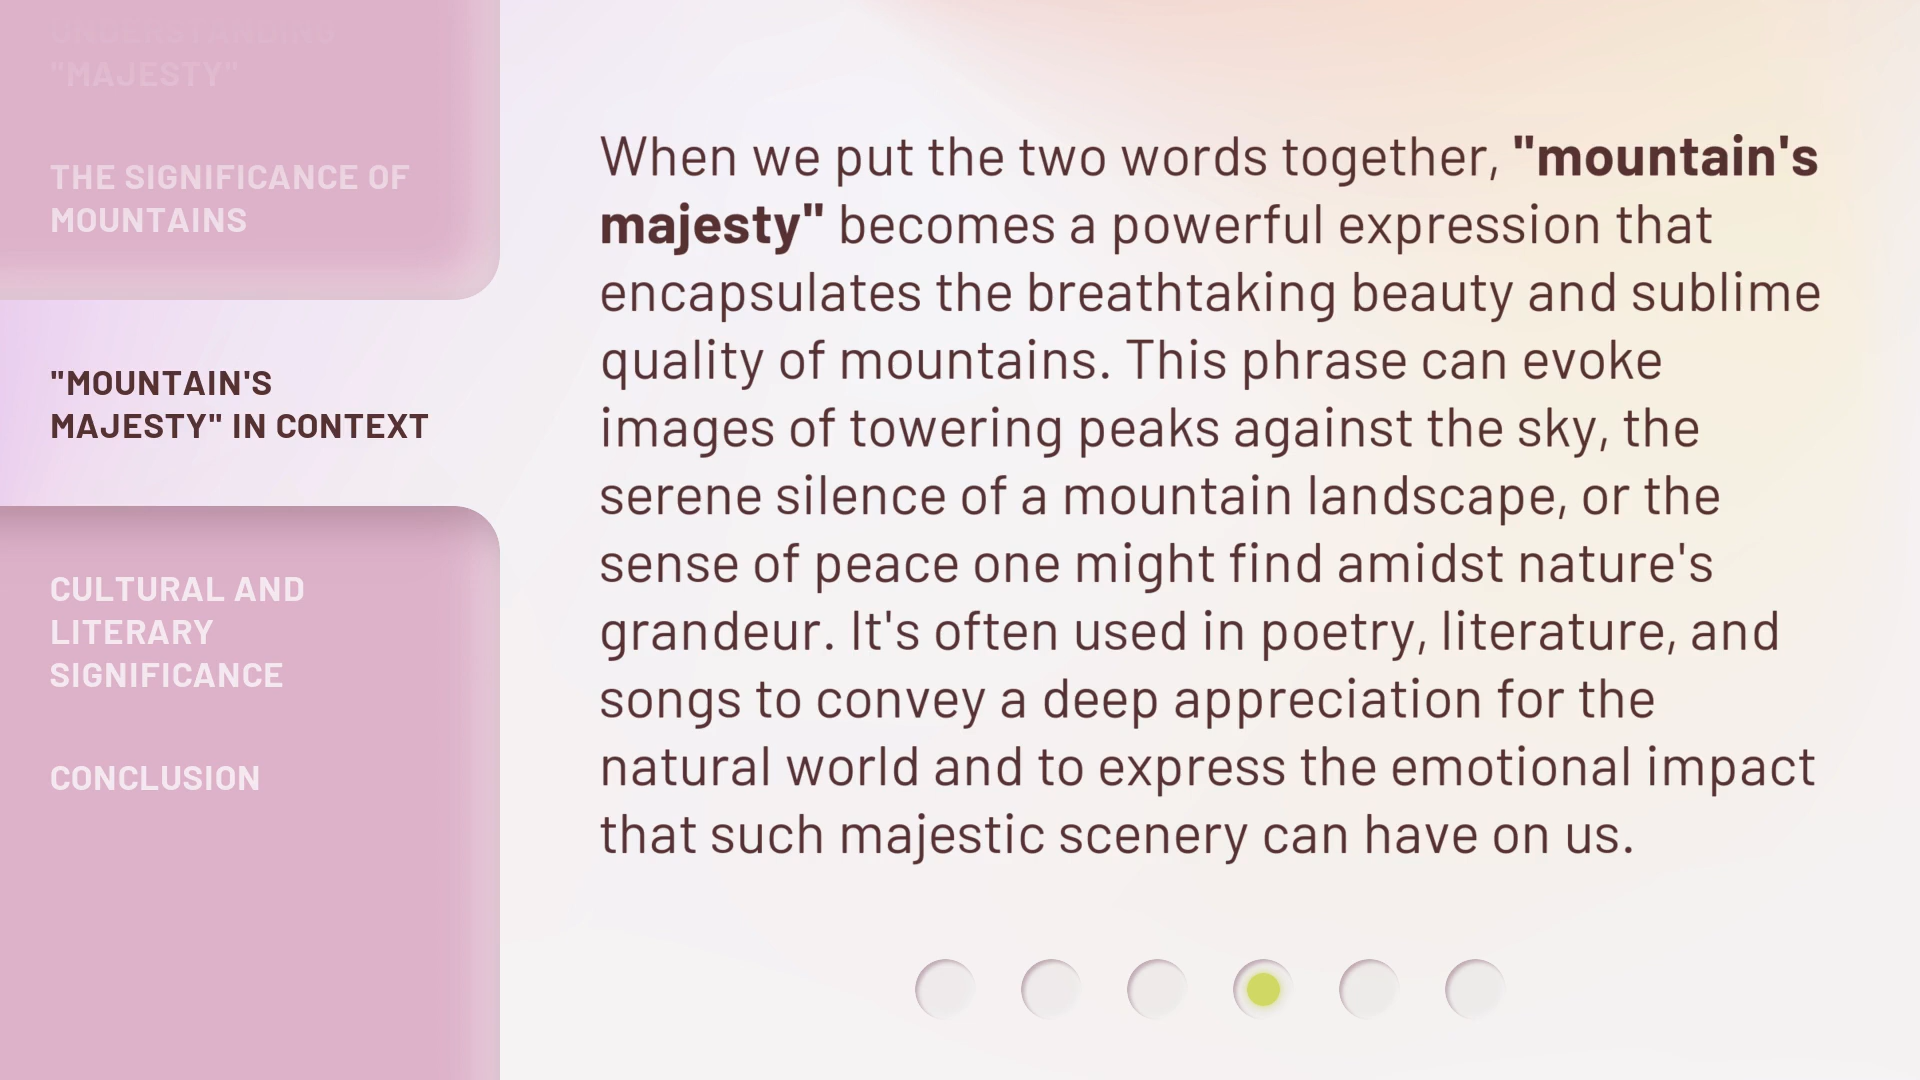 UNDERSTANDING
"MAJESTY"
THE SIGNIFICANCE OF
MOUNTAINS
"MOUNTAIN'S
MAJESTY" IN CONTEXT
CULTURAL AND
LITERARY
SIGNIFICANCE
CONCLUSION
When we put the two words together, "mountain's
majesty" becomes a powerful expression that
encapsulates the breathtaking beauty and sublime
quality of mountains. This phrase can evoke
images of towering peaks against the sky, the
serene silence of a mountain landscape, or the
sense of peace one might find amidst nature's
grandeur. It's often used in poetry, literature, and
songs to convey a deep appreciation for the
natural world and to express the emotional impact
that such majestic scenery can have on us.